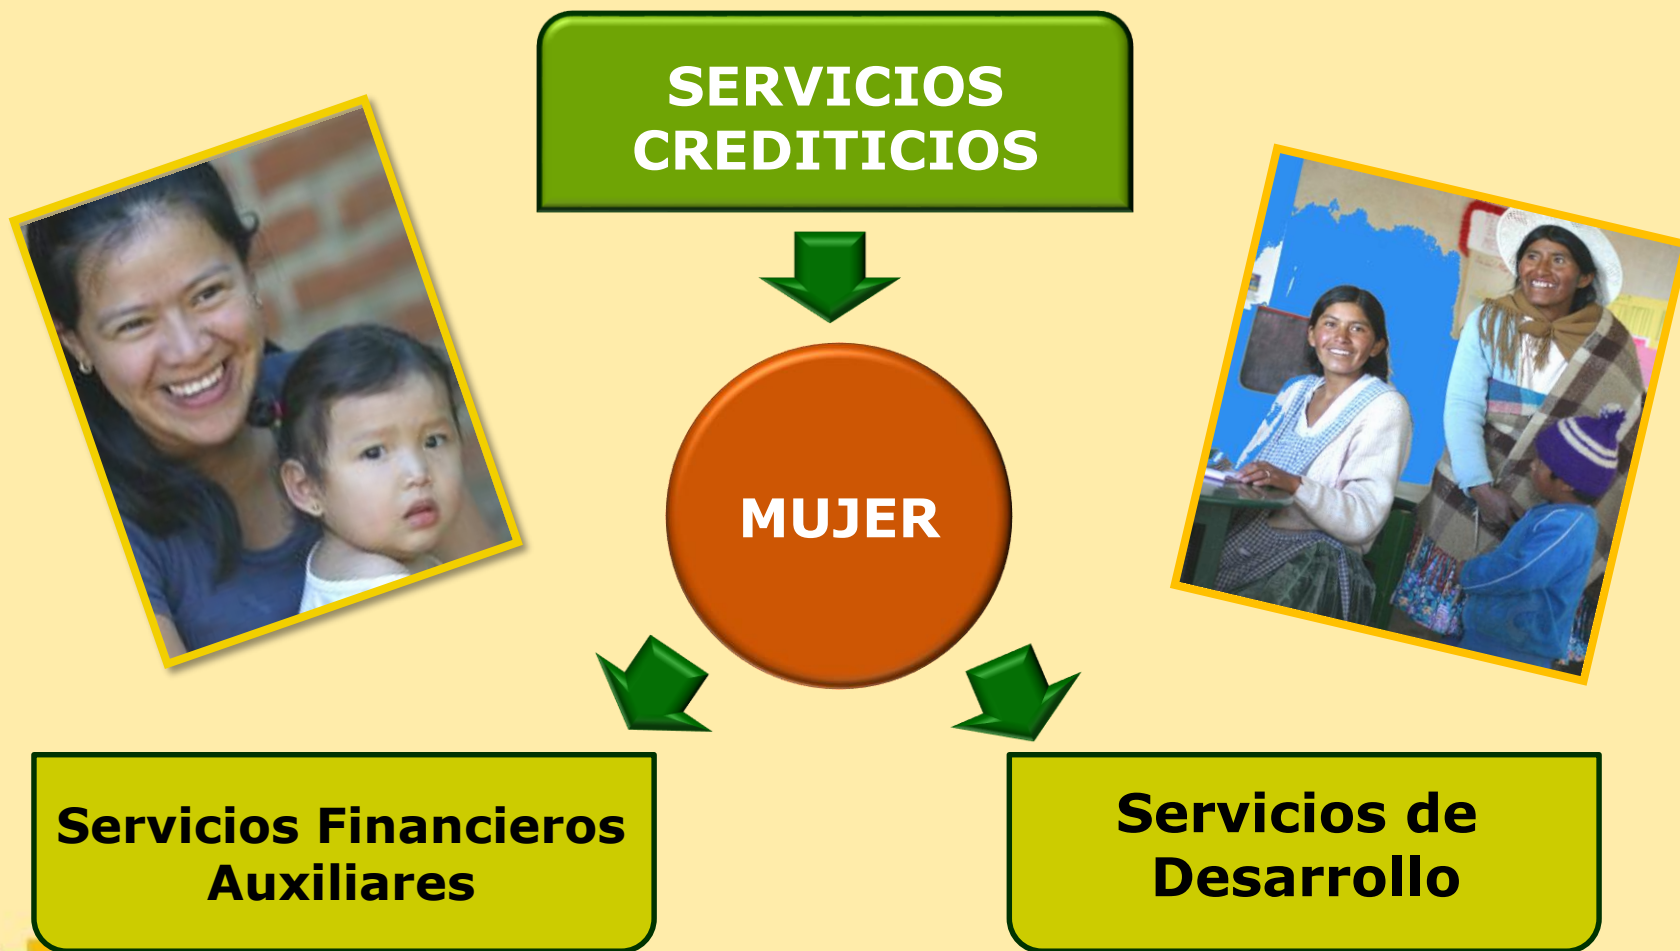 SERVICIOS
CREDITICIOS
MUJER
Servicios Financieros
Auxiliares
Servicios de
Desarrollo